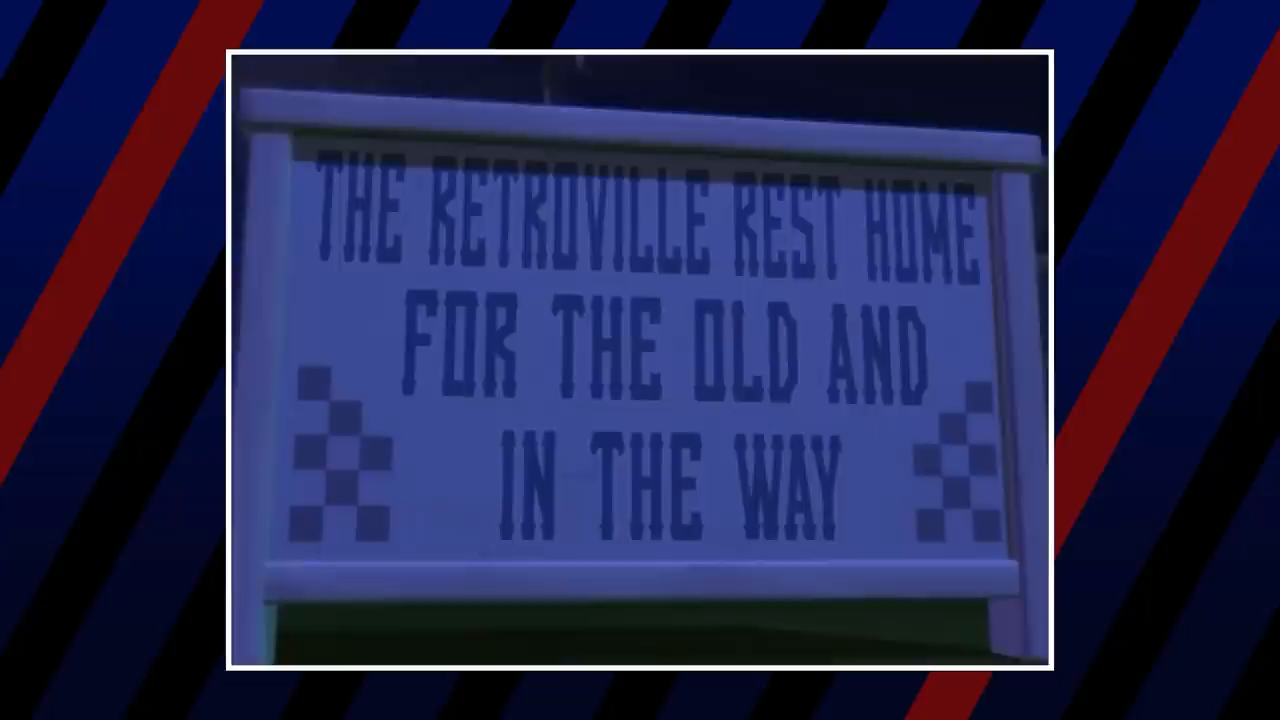 THE RETROVILLE REST HOME
FOR THE OLD AND
IN THE WAY